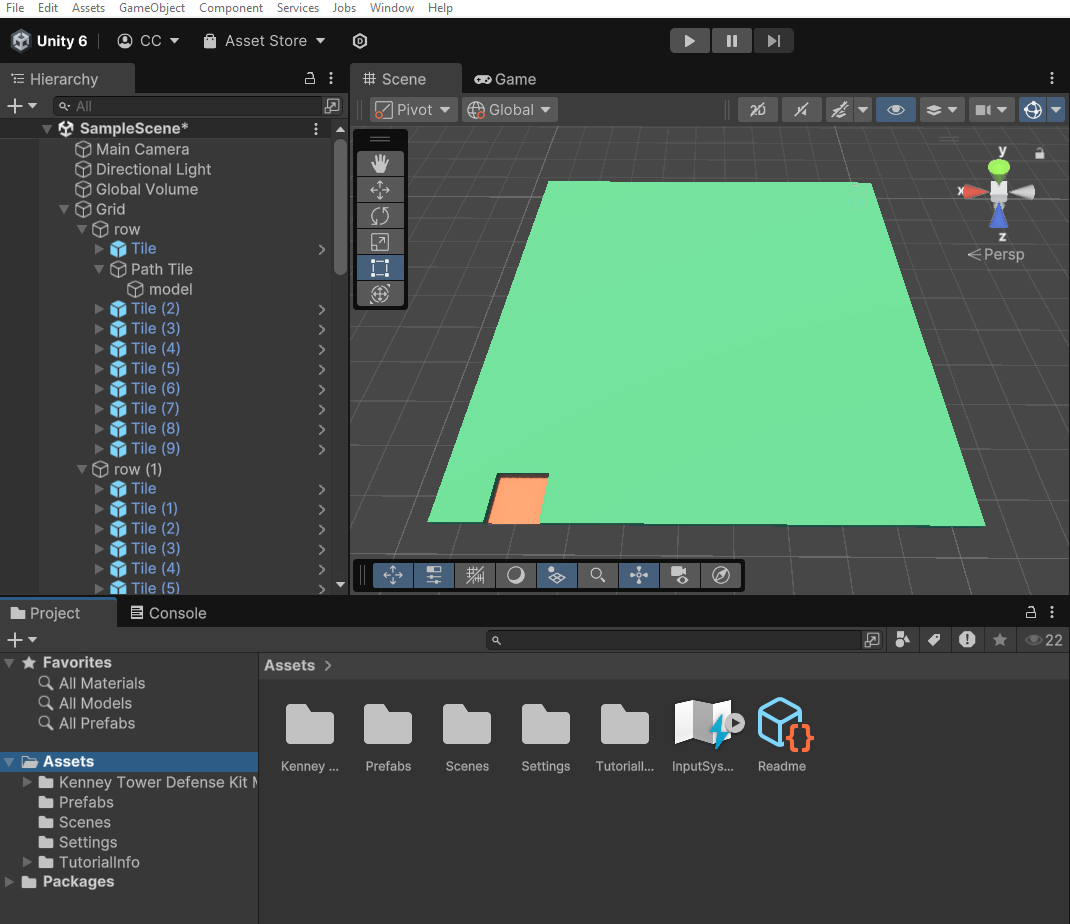 File Edit Assets GameObject Component Services Jobs Window Help
Unity 6 CC Asset Store
Hierarchy
All
SampleScene*
Main Camera
Directional Light
Global Volume
Grid
row
Tile
Path Tile
model
Tile (2)
Tile (3)
Tile (4)
Tile (5)
Tile (6)
Tile (7)
Tile (8)
Tile (9)
row (1)
Tile
Tile (1)
Tile (2)
Tile (3)
Tile (4)
Tile (5)
Scene Game
Pivot Global 2D
y
x
z
Persp
Project Console
22
Favorites
All Materials
All Models
All Prefabs
Assets
Kenney Tower Defense Kit
Prefabs
Scenes
Settings
TutorialInfo
Packages
Assets
Kenney ... Prefabs Scenes Settings TutorialI... InputSys... Readme